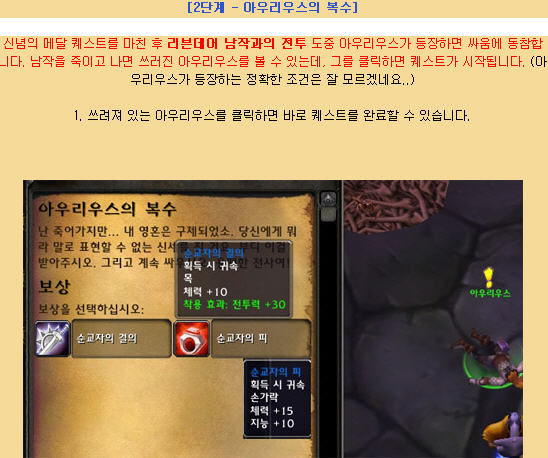 [2단계 - 아우리우스의 복수]
신념의 메달 퀘스트를 마친 후 리븐데어 남작과의 전투 도중 아우리우스가 등장하면 싸움에 동참합
니다. 남작을 죽이고 나면 쓰러진 아우리우스를 볼 수 있는데, 그를 클릭하면 퀘스트가 시작됩니다. (아
우리우스가 등장하는 정확한 조건은 잘 모르겠네요..)
1. 쓰려져 있는 아우리우스를 클릭하면 바로 퀘스트를 완료할 수 있습니다.
아우리우스의 복수
난 죽어가지만... 내 영혼은 구제되었소. 당신에게 뭐
라 말로 표현할 수 없는 신세를
받아주시오. 그리고 계속 싸
보상
보상을 선택하십시오:
순교자의 결의
획득 시 귀속
목
체력 +10
착용 효과: 전투력 +30
순교자의 결의
순교자의 피
순교자의 피
획득 시 귀속
손가락
체력 +15
지능 +10
아우리우스